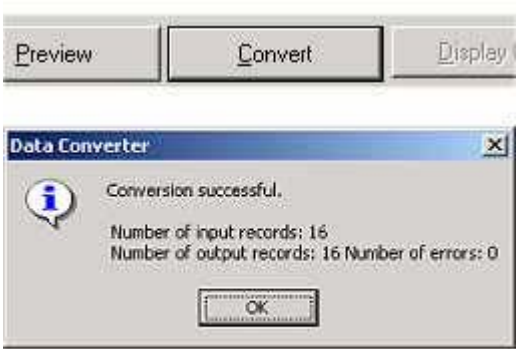 Preview Convert Display
Data Converter
Conversion successful.
Number of input records: 16
Number of output records: 16 Number of errors: 0
OK